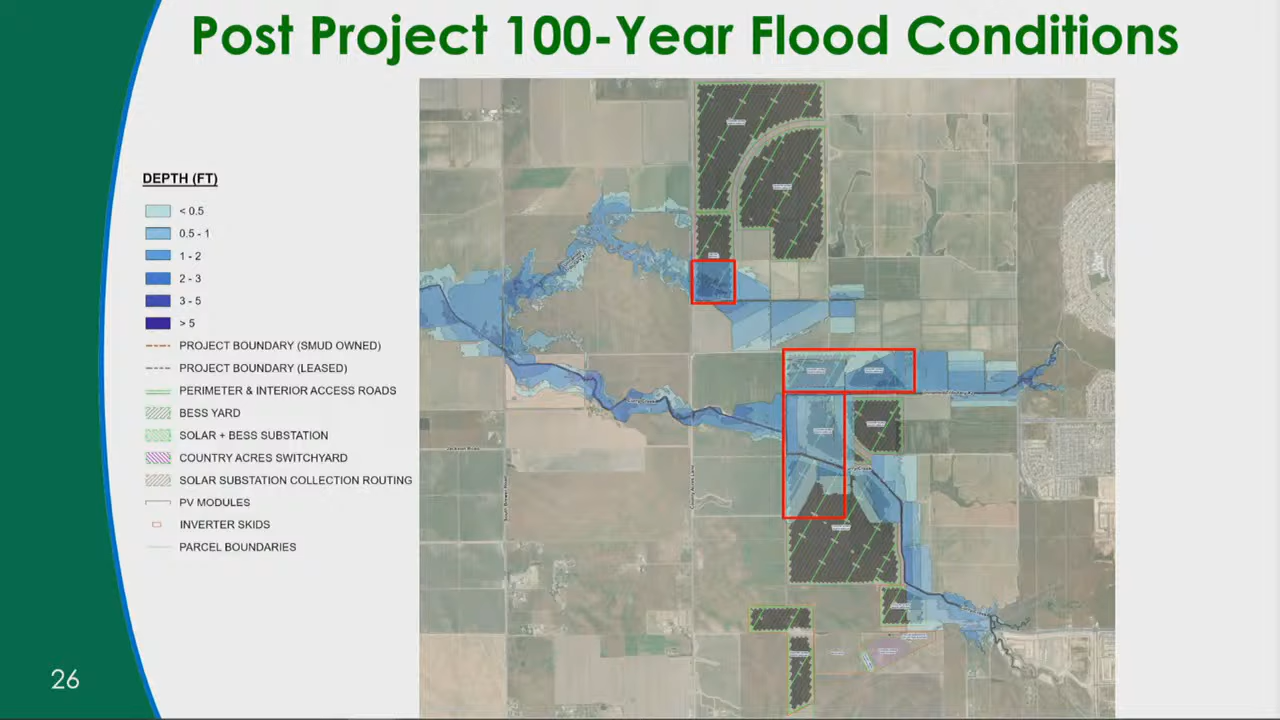 Post Project 100-Year Flood Conditions
DEPTH (FT)
< 0.5
0.5 - 1
1 - 2
2 - 3
3 - 5
> 5
PROJECT BOUNDARY (SMUD OWNED)
PROJECT BOUNDARY (LEASED)
PERIMETER & INTERIOR ACCESS ROADS
BESS YARD
SOLAR + BESS SUBSTATION
COUNTRY ACRES SWITCHYARD
SOLAR SUBSTATION COLLECTION ROUTING
PV MODULES
INVERTER SKIDS
PARCEL BOUNDARIES
26